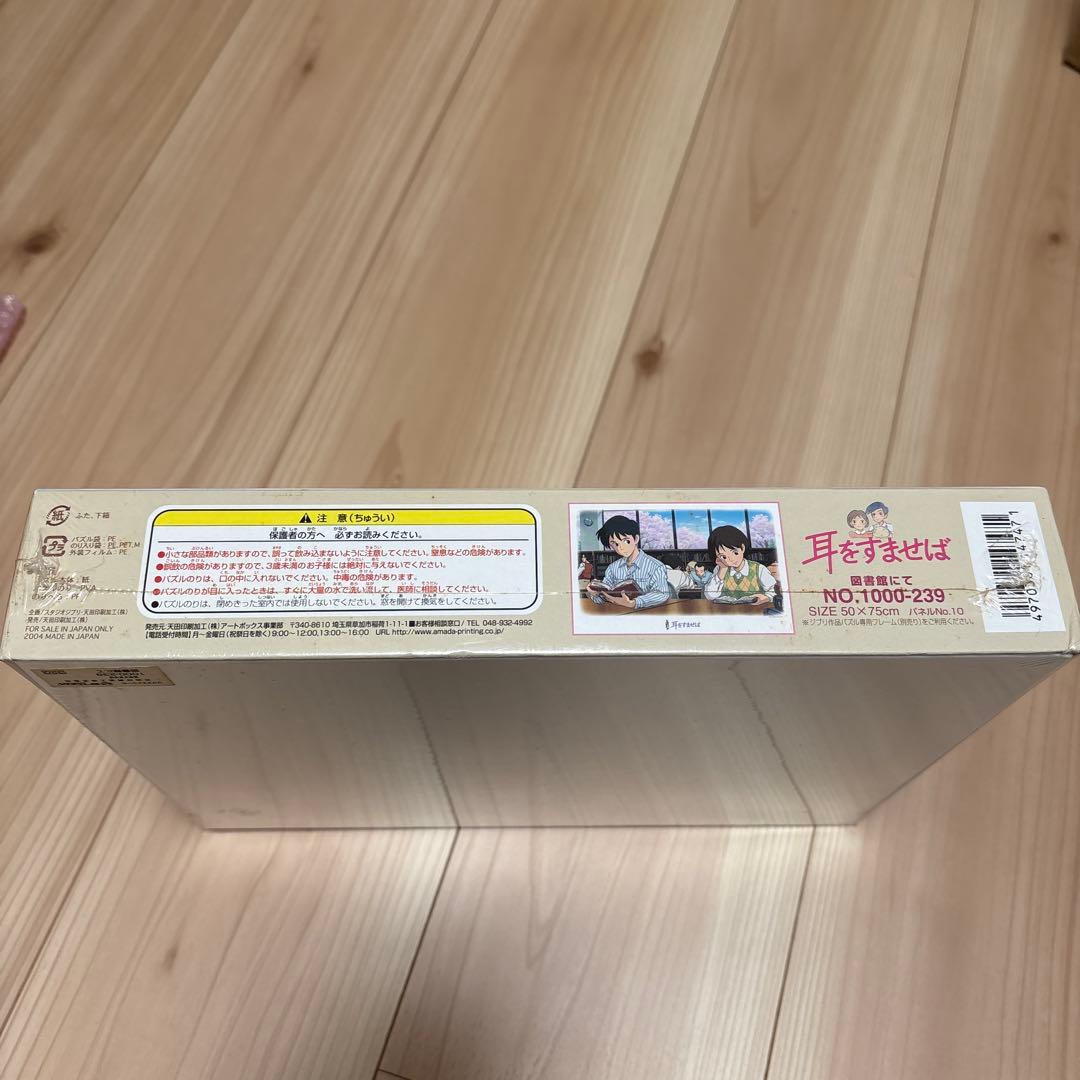 紙
ふた、下箱
プラ
パズル袋：PE
のり入り袋：PE,PET,M
外装フィルム：PE
企画／スタジオジブリ・天田印刷加工（株）
発売／天田印刷加工（株）
FOR SALE IN JAPAN ONLY
2004 MADE IN JAPAN
注 意（ちゅうい）
保護者の方へ 必ずお読みください。
●小さな部品類がありますので、誤って飲み込まないように注意してください。窒息などの危険があります。
●誤飲の危険がありますので、3歳未満のお子様には絶対に与えないでください。
●パズルのりは、口の中に入れないでください。中毒の危険があります。
●パズルのりが目に入ったときは、すぐに大量の水で洗い流して、医師に相談してください。
●パズルのりは、閉めきった室内では使用しないでください。窓を開けて換気をしてください。
発売元：天田印刷加工（株）アートボックス事業部 〒340-8610 埼玉県草加市稲荷1-11-1 ■お客様相談窓口／TEL 048-932-4992
【電話受付時間】月〜金曜日（祝祭日を除く）9:00〜12:00,13:00〜16:00 URL http://www.amada-printing.co.jp/
耳をすませば
耳をすませば
図書館にて
NO,1000-239
SIZE 50×75cm パネルNo.10
※ジブリ作品パズル専用フレーム（別売り）をご利用ください。